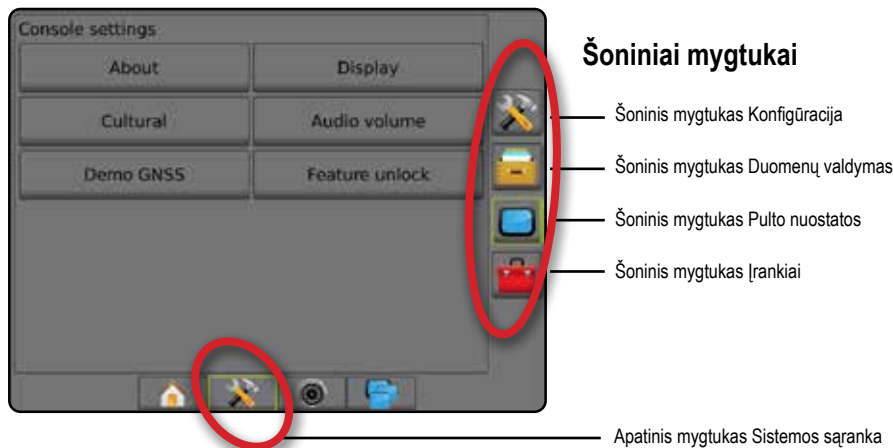 Console settings
About
Display
Cultural
Audio volume
Demo GNSS
Feature unlock
Šoniniai mygtukai
Šoninis mygtukas Konfigūracija
Šoninis mygtukas Duomenų valdymas
Šoninis mygtukas Pulto nuostatos
Šoninis mygtukas Įrankiai
Apatinis mygtukas Sistemos sąranka